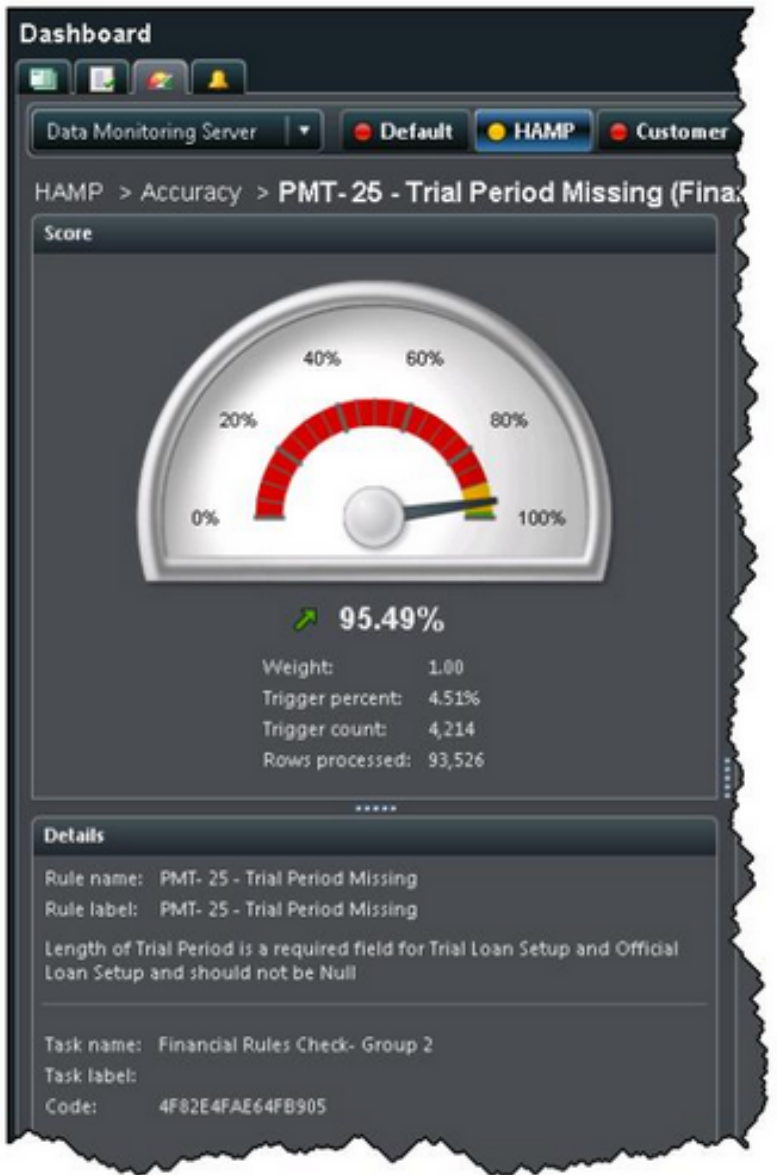 Dashboard
Data Monitoring Server Default HAMP Customer
HAMP > Accuracy > PMT- 25 - Trial Period Missing (Fina
Score
40% 60%
20% 80%
0% 100%
95.49%
Weight: 1.00
Trigger percent: 4.51%
Trigger count: 4,214
Rows processed: 93,526
Details
Rule name: PMT- 25 - Trial Period Missing
Rule label: PMT- 25 - Trial Period Missing
Length of Trial Period is a required field for Trial Loan Setup and Official
Loan Setup and should not be Null
Task name: Financial Rules Check- Group 2
Task label:
Code: 4F82E4FAE64FB905